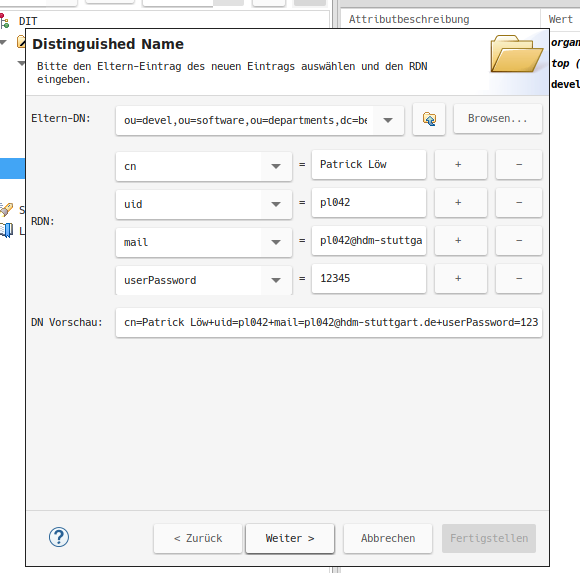 DIT
Attributbeschreibung
Wert
Distinguished Name
organ
Bitte den Eltern-Eintrag des neuen Eintrags auswählen und den RDN
top (
eingeben.
devel
Eltern-DN:
ou=devel,ou=software,ou=departments,dc=be
Browsen...
cn
=
Patrick Löw
+
−
uid
=
pl042
+
−
S
RDN:
L
mail
=
pl042@hdm-stuttga
+
−
userPassword
=
12345
+
−
DN Vorschau:
cn=Patrick Löw+uid=pl042+mail=pl042@hdm-stuttgart.de+userPassword=123
?
< Zurück
Weiter >
Abbrechen
Fertigstellen